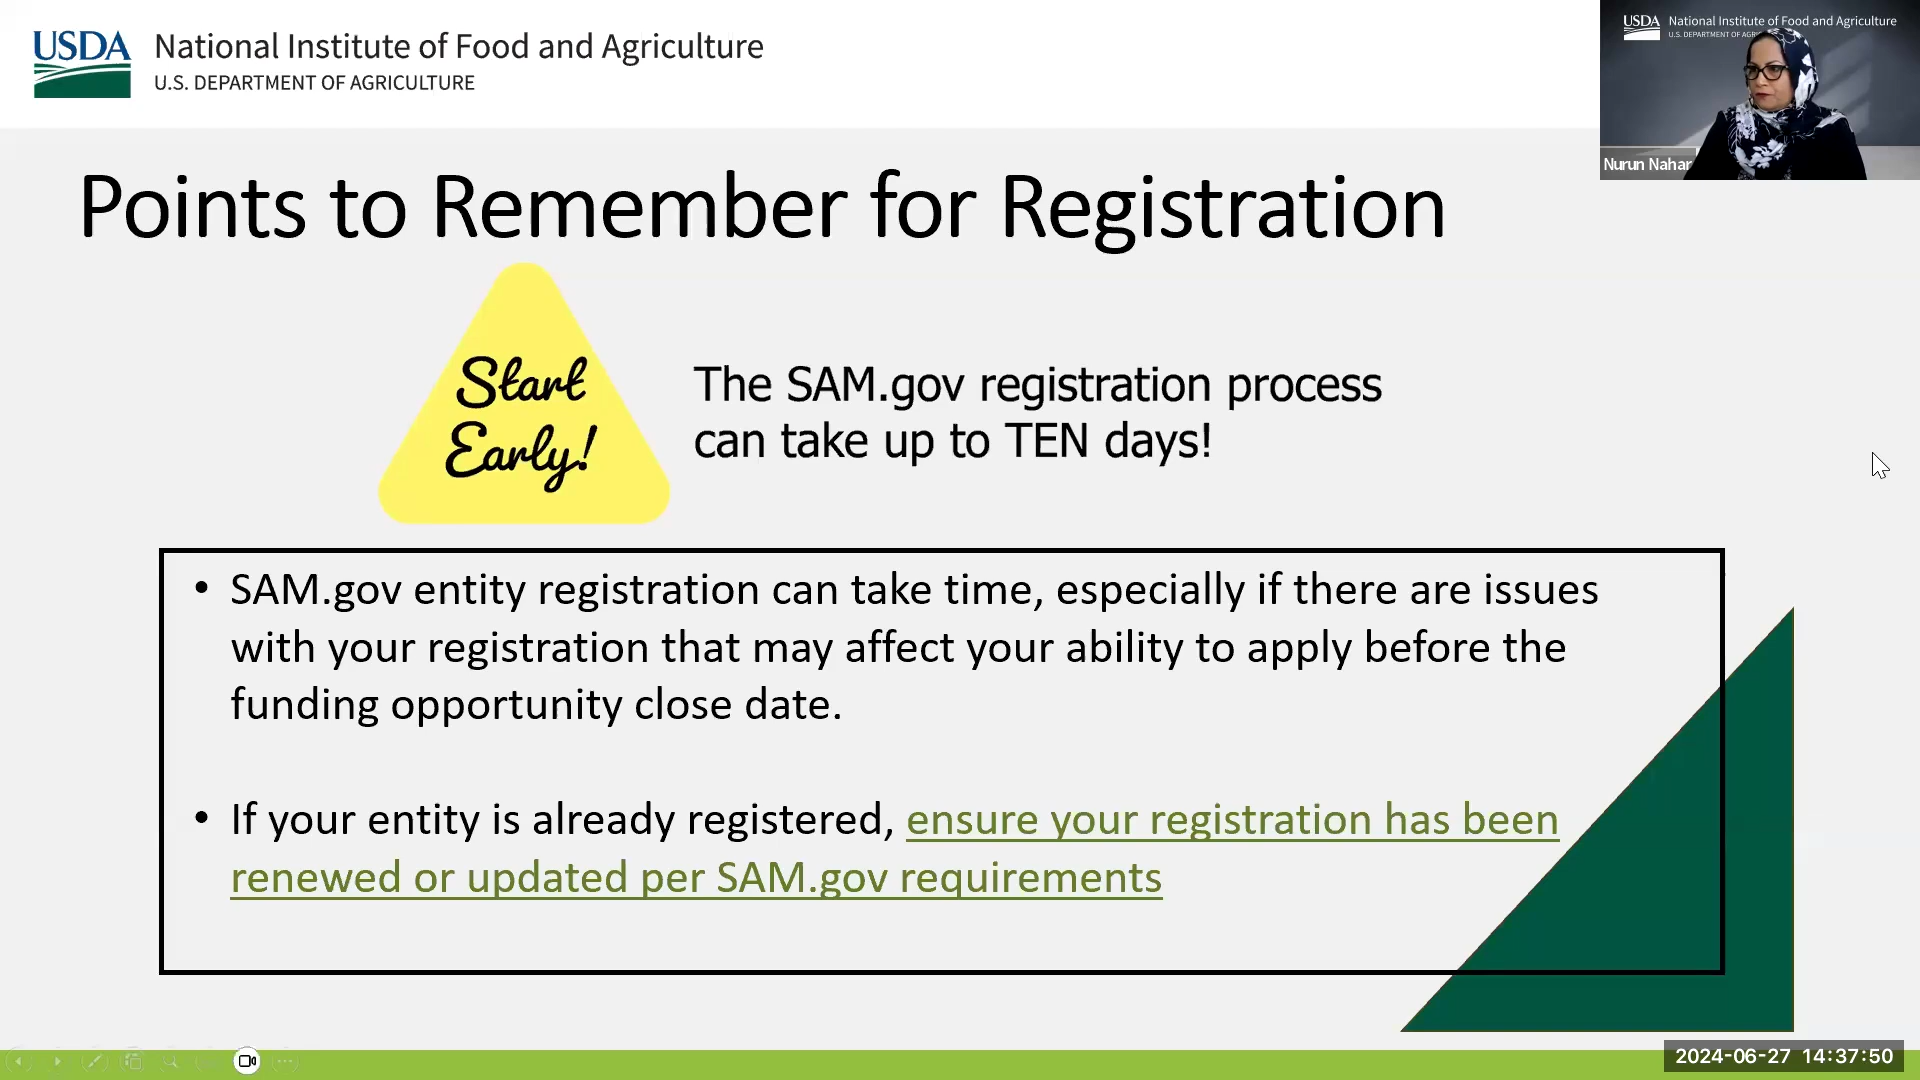 USDA
National Institute of Food and Agriculture
U.S. DEPARTMENT OF AGRICULTURE
USDA
National Institute of Food and Agriculture
U.S. DEPARTMENT OF
Nurun Nahar
Points to Remember for Registration
Start
Early!
The SAM.gov registration process
can take up to TEN days!
• SAM.gov entity registration can take time, especially if there are issues
with your registration that may affect your ability to apply before the
funding opportunity close date.
• If your entity is already registered, ensure your registration has been
renewed or updated per SAM.gov requirements
2024-06-27 14:37:50